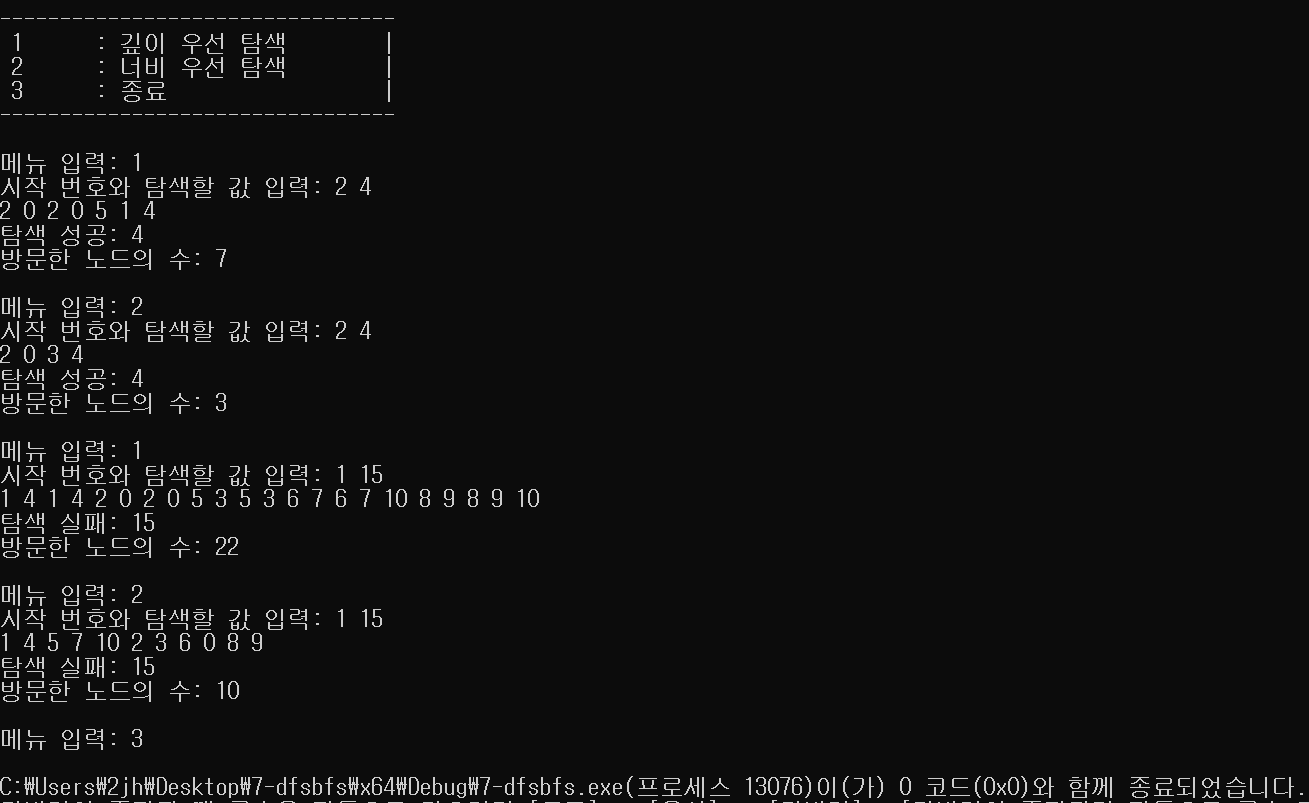 ---------------------------------
1 : 깊이 우선 탐색 |
2 : 너비 우선 탐색 |
3 : 종료 |
---------------------------------
메뉴 입력: 1
시작 번호와 탐색할 값 입력: 2 4
2 0 2 0 5 1 4
탐색 성공: 4
방문한 노드의 수: 7
메뉴 입력: 2
시작 번호와 탐색할 값 입력: 2 4
2 0 3 4
탐색 성공: 4
방문한 노드의 수: 3
메뉴 입력: 1
시작 번호와 탐색할 값 입력: 1 15
1 4 1 4 2 0 2 0 5 3 5 3 6 7 6 7 10 8 9 8 9 10
탐색 실패: 15
방문한 노드의 수: 22
메뉴 입력: 2
시작 번호와 탐색할 값 입력: 1 15
1 4 5 7 10 2 3 6 0 8 9
탐색 실패: 15
방문한 노드의 수: 10
메뉴 입력: 3
C:₩Users₩2jh₩Desktop₩7-dfsbfs₩x64₩Debug₩7-dfsbfs.exe(프로세스 13076)이(가) 0 코드(0x0)와 함께 종료되었습니다.